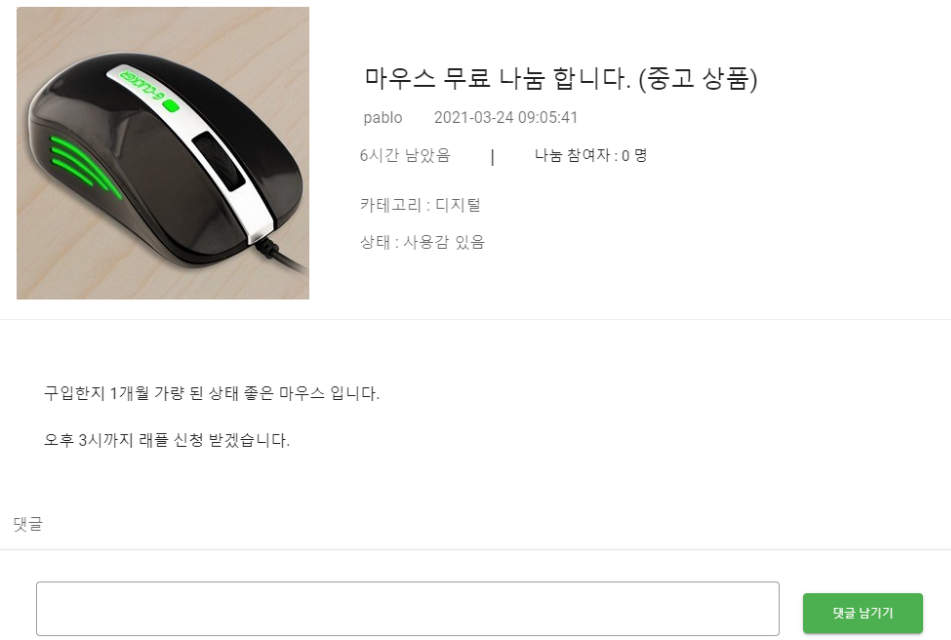 G-CLICKER
마우스 무료 나눔 합니다. (중고 상품)
pablo 2021-03-24 09:05:41
6시간 남았음 | 나눔 참여자 : 0 명
카테고리 : 디지털
상태 : 사용감 있음
구입한지 1개월 가량 된 상태 좋은 마우스 입니다.
오후 3시까지 래플 신청 받겠습니다.
댓글
댓글 남기기